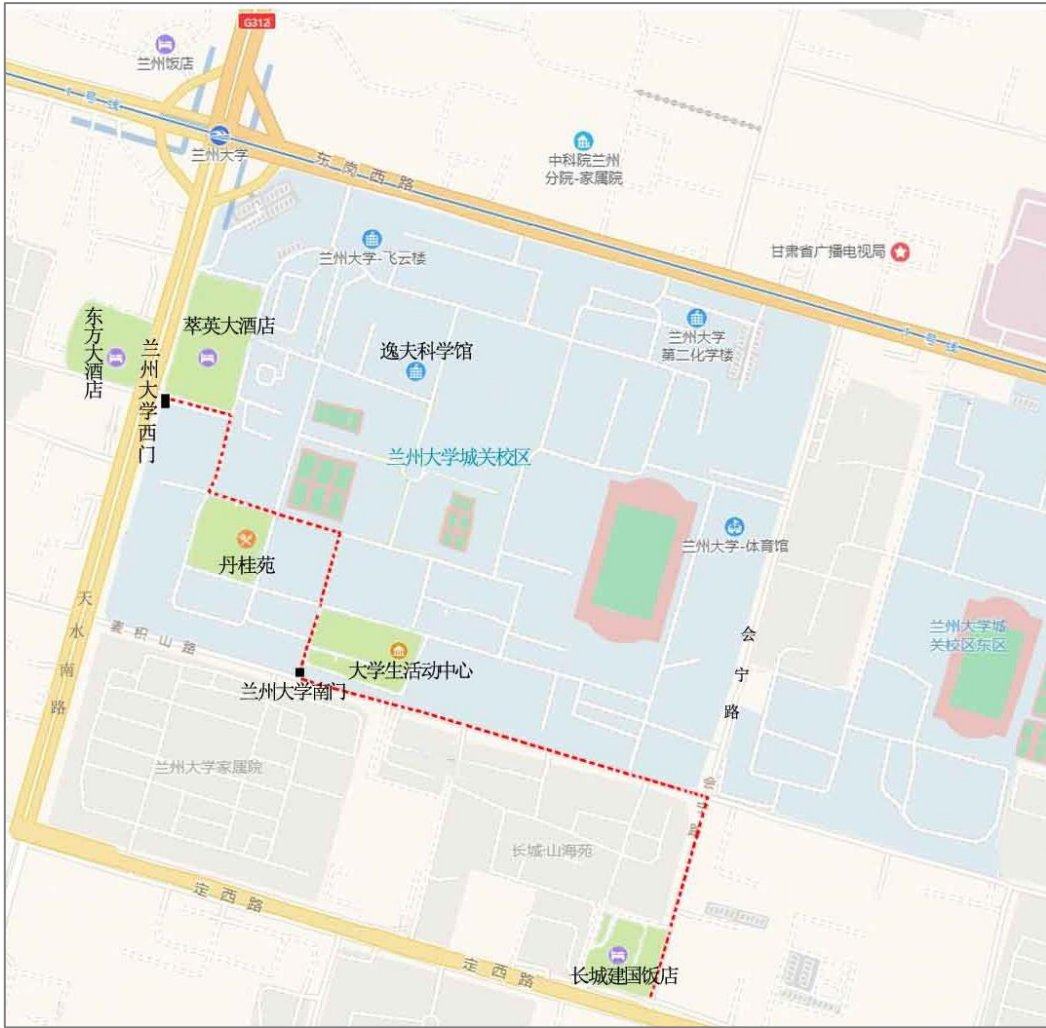 G312
兰州饭店
1号线
兰州大学
东岗西路
中科院兰州
分院-家属院
兰州大学-飞云楼
甘肃省广播电视局
东方大酒店
兰州大学西门
萃英大酒店
逸夫科学馆
兰州大学
第二化学楼
1号线
兰州大学城关校区
丹桂苑
兰州大学-体育馆
天水南路
麦积山路
大学生活动中心
兰州大学南门
会宁路
兰州大学城
关校区东区
兰州大学家属院
会宁路
长城·山海苑
定西路
定西路
长城建国饭店